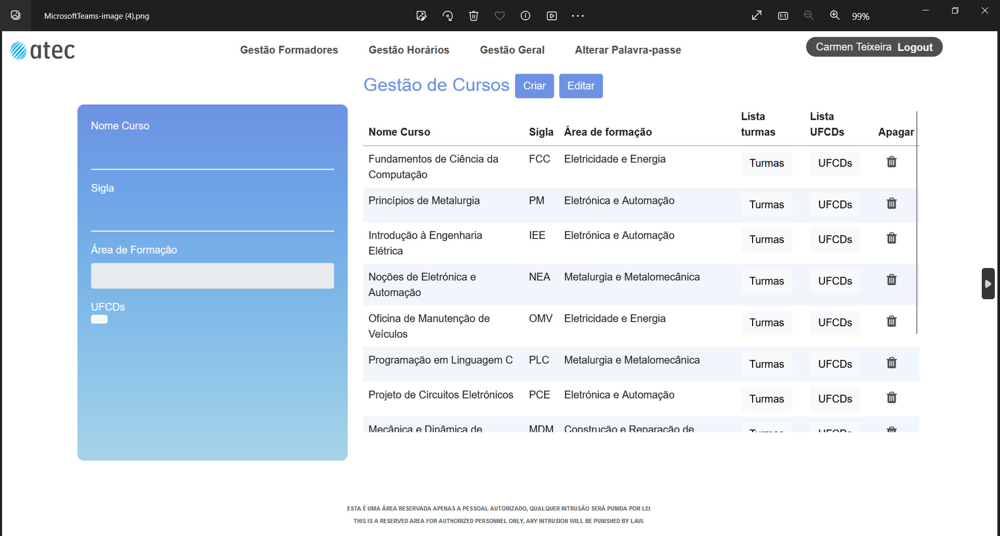 MicrosoftTeams-image (4).png
99%
atec
Gestão Formadores
Gestão Horários
Gestão Geral
Alterar Palavra-passe
Carmen Teixeira Logout
Gestão de Cursos
Criar
Editar
Nome Curso
Sigla
Área de Formação
UFCDs
Nome Curso Sigla Área de formação Lista turmas Lista UFCDs Apagar
Fundamentos de Ciência da FCC Eletricidade e Energia Turmas UFCDs
Computação
Princípios de Metalurgia PM Eletrónica e Automação Turmas UFCDs
Introdução à Engenharia IEE Eletrónica e Automação Turmas UFCDs
Elétrica
Noções de Eletrónica e NEA Metalurgia e Metalomecânica Turmas UFCDs
Automação
Oficina de Manutenção de OMV Eletricidade e Energia Turmas UFCDs
Veículos
Programação em Linguagem C PLC Metalurgia e Metalomecânica Turmas UFCDs
Projeto de Circuitos Eletrónicos PCE Eletrónica e Automação Turmas UFCDs
Mecânica e Dinâmica de MDM Construção e Reparação de Turmas UFCDs
ESTA É UMA ÁREA RESERVADA APENAS A PESSOAL AUTORIZADO, QUALQUER INTRUSÃO SERÁ PUNIDA POR LEI
THIS IS A RESERVED AREA FOR AUTHORIZED PERSONNEL ONLY, ANY INTRUSION WILL BE PUNISHED BY LAW.